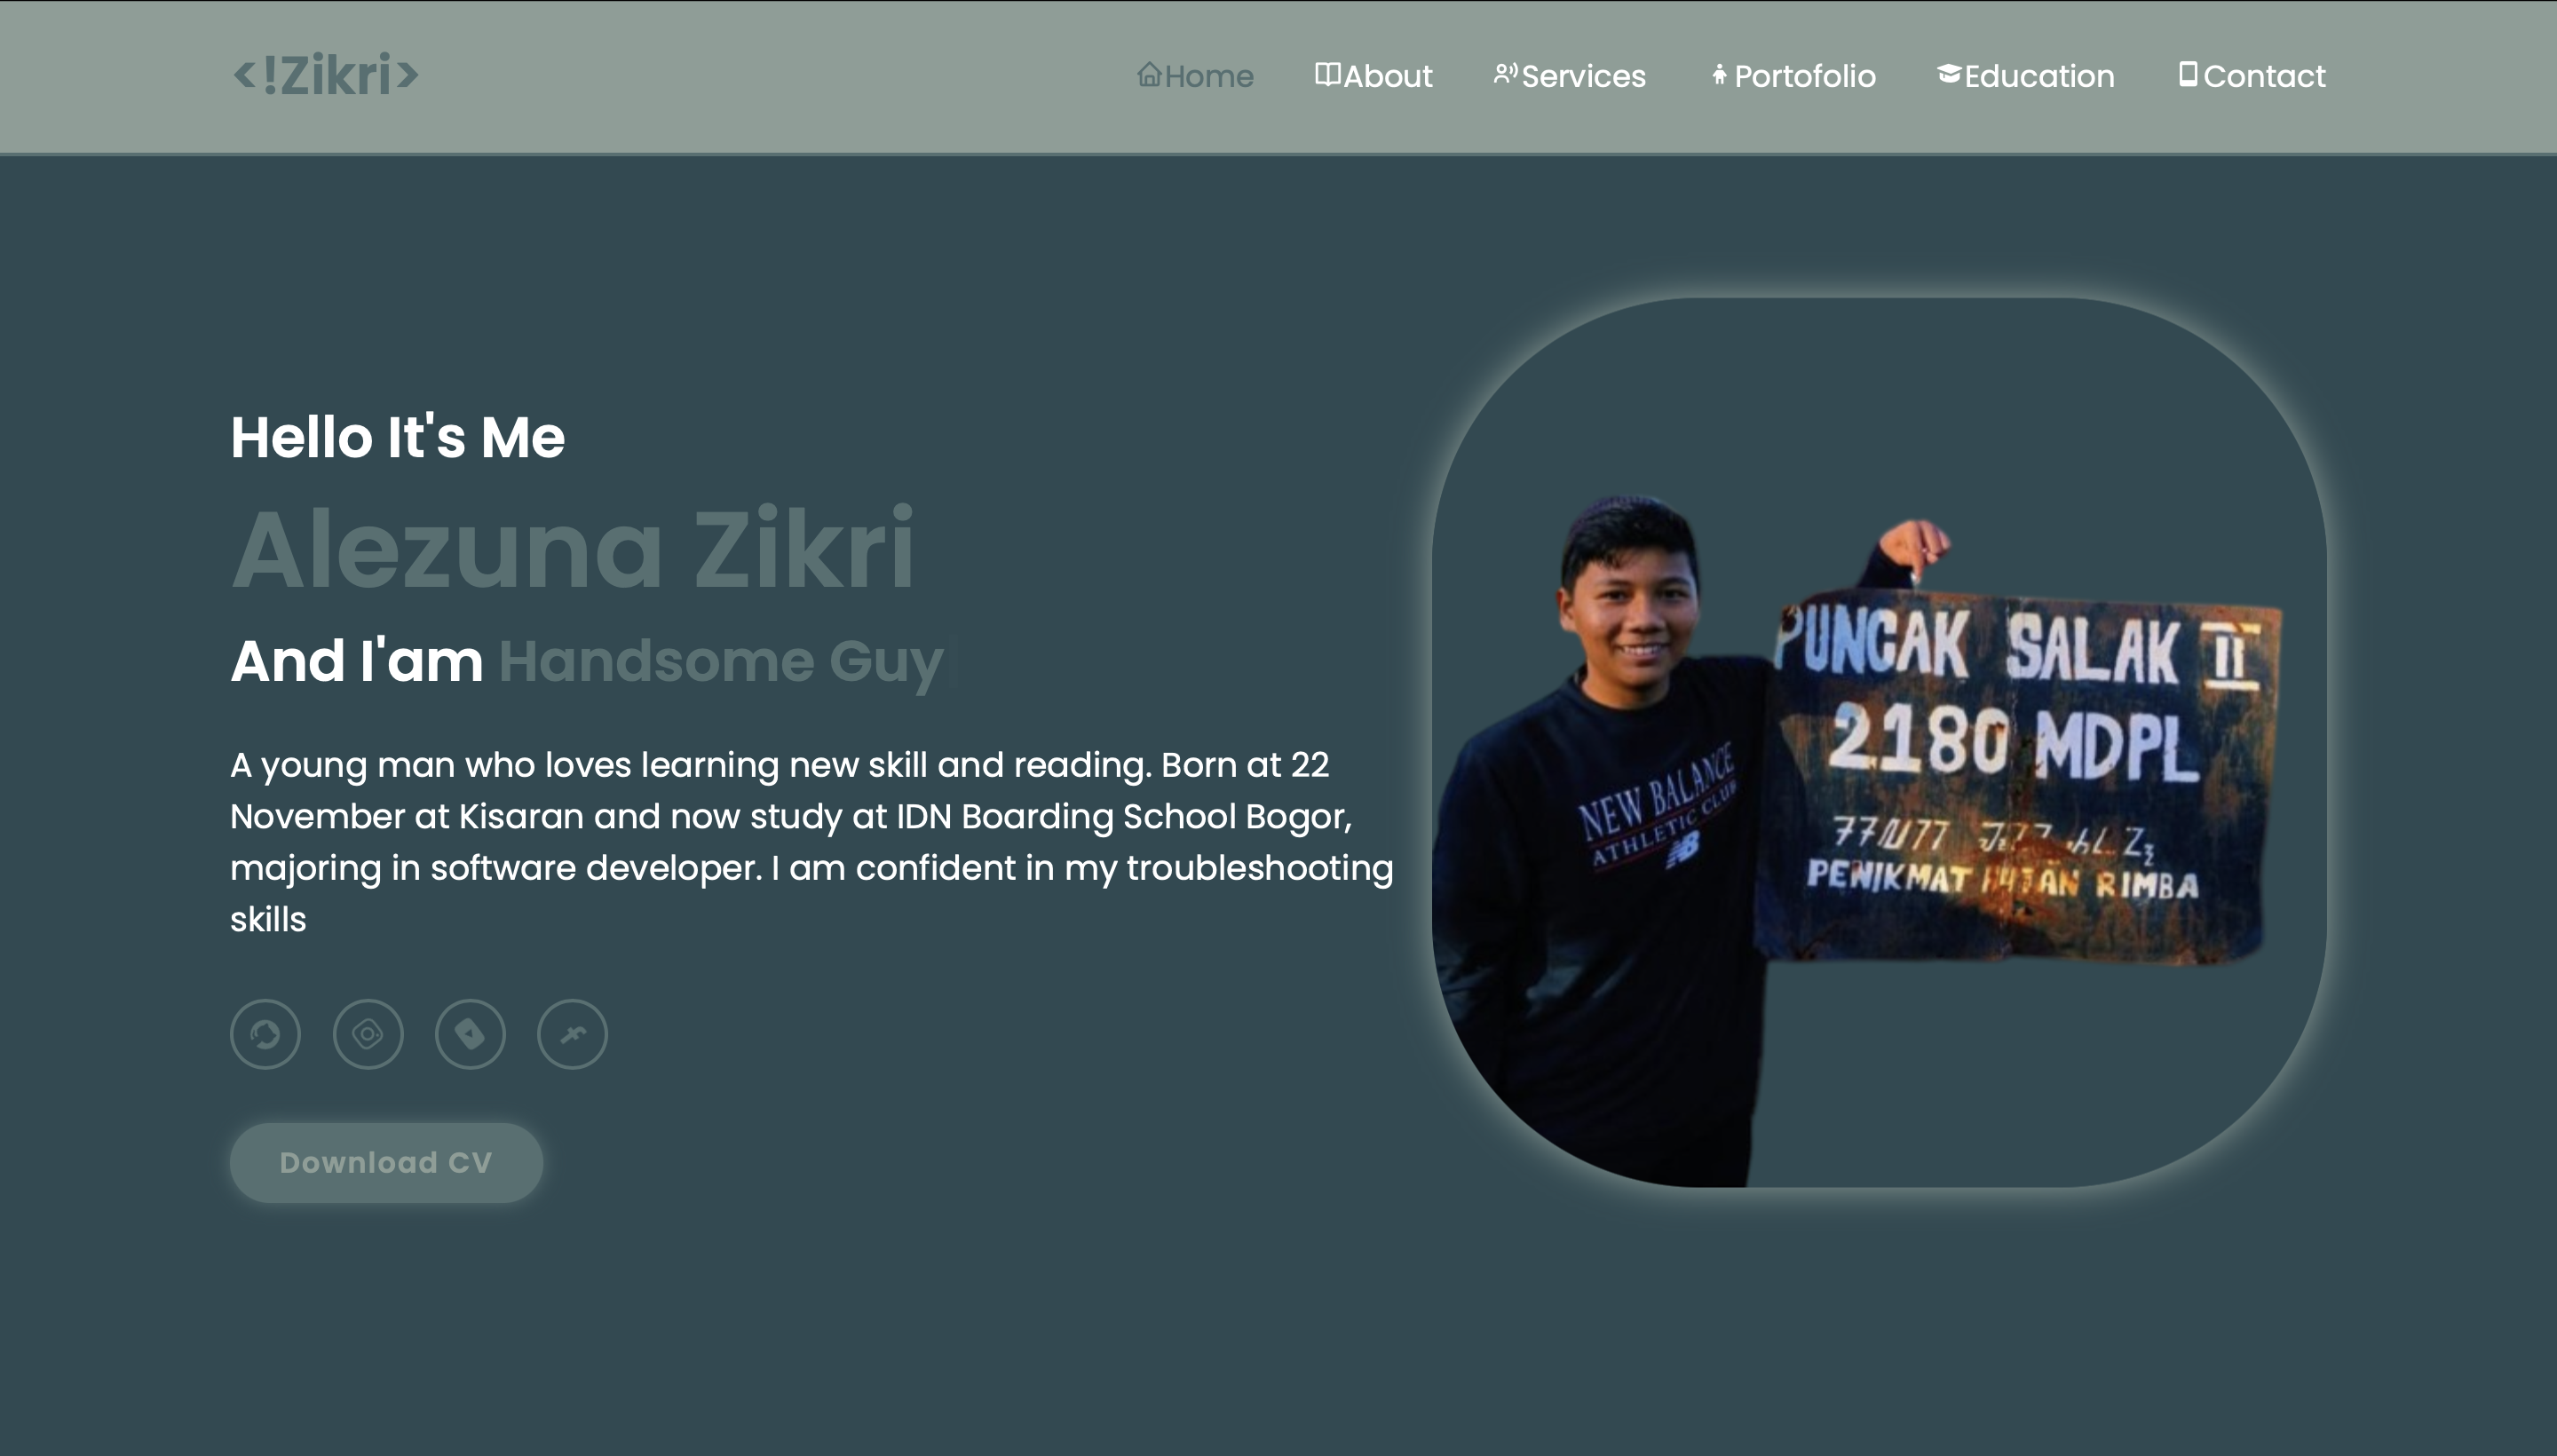 <!Zikri>
Home About Services Portofolio Education Contact
Hello It's Me
Alezuna Zikri
And I'am Handsome Guy
A young man who loves learning new skill and reading. Born at 22
November at Kisaran and now study at IDN Boarding School Bogor,
majoring in software developer. I am confident in my troubleshooting
skills
Download CV
NEW BALANCE
ATHLETIC CLUB
NB
PUNCAK SALAK II
2180 MDPL
PENIKMAT HUTAN RIMBA